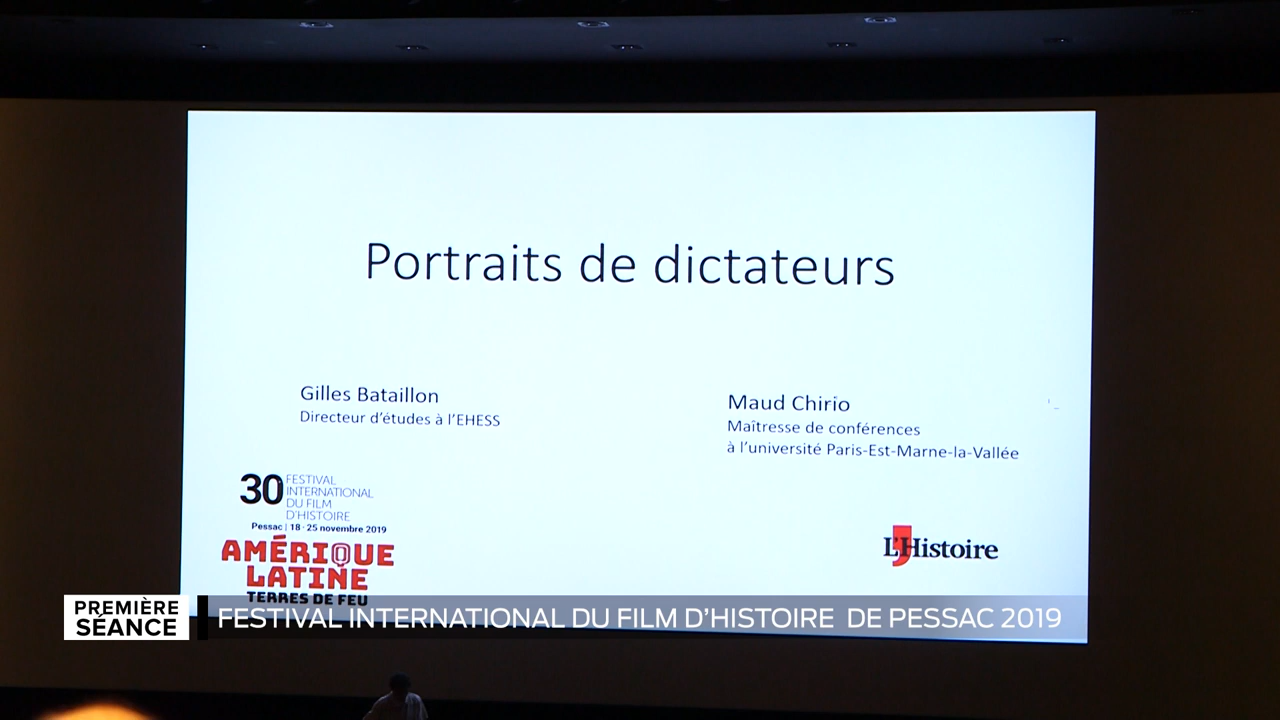 Portraits de dictateurs
Gilles Bataillon
Directeur d'études à l'EHESS
Maud Chirio
Maîtresse de conférences
à l'université Paris-Est-Marne-la-Vallée
30
FESTIVAL
INTERNATIONAL
DU FILM
D'HISTOIRE
Pessac | 18 - 25 novembre 2019
AMÉRIQUE
LATINE
TERRES DE FEU
L'Histoire
PREMIÈRE
SÉANCE
FESTIVAL INTERNATIONAL DU FILM D'HISTOIRE DE PESSAC 2019